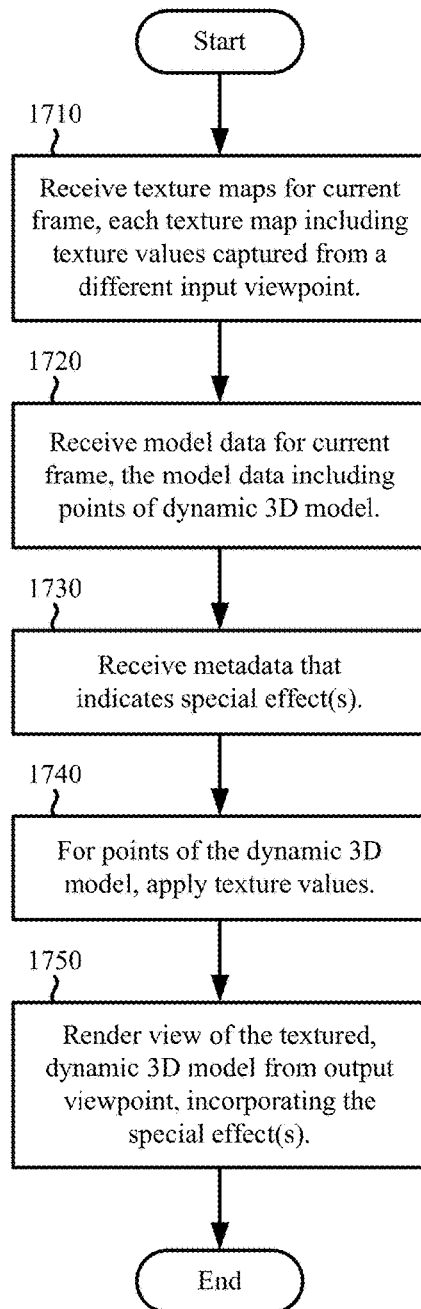 Start
1710
Receive texture maps for current
frame, each texture map including
texture values captured from a
different input viewpoint.
1720
Receive model data for current
frame, the model data including
points of dynamic 3D model.
1730
Receive metadata that
indicates special effect(s).
1740
For points of the dynamic 3D
model, apply texture values.
1750
Render view of the textured,
dynamic 3D model from output
viewpoint, incorporating the
special effect(s).
End